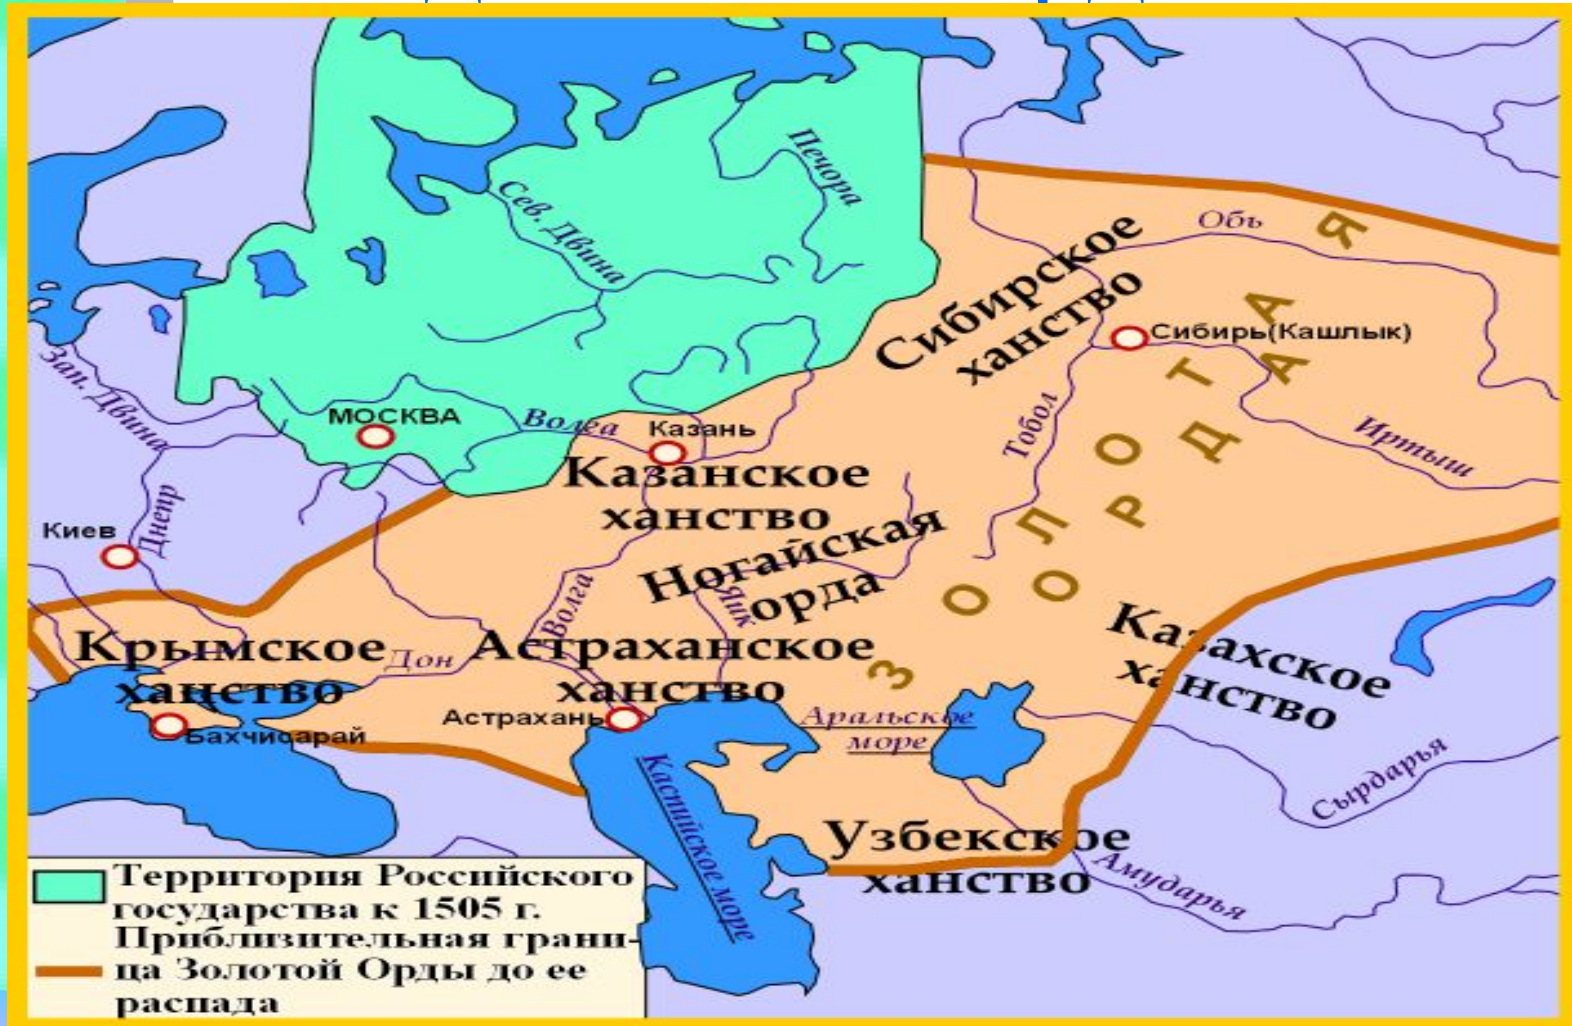 Печора
Сев. Двина
Обь
Сибирское
ханство
Сибирь(Кашлык)
Зап. Двина
МОСКВА
Волга
Казань
Тобол
Иртыш
Казанское
ханство
Киев
Днепр
Ногайская
орда
Яик
ЗОЛОТАЯ
ОРДА
Волга
Крымское
ханство
Дон
Астраханское
ханство
Казахское
ханство
Бахчисарай
Астрахань
Аральское
море
Каспийское море
Сырдарья
Узбекское
ханство
Амударья
Территория Российского
государства к 1505 г.
Приблизительная грани-
ца Золотой Орды до ее
распада